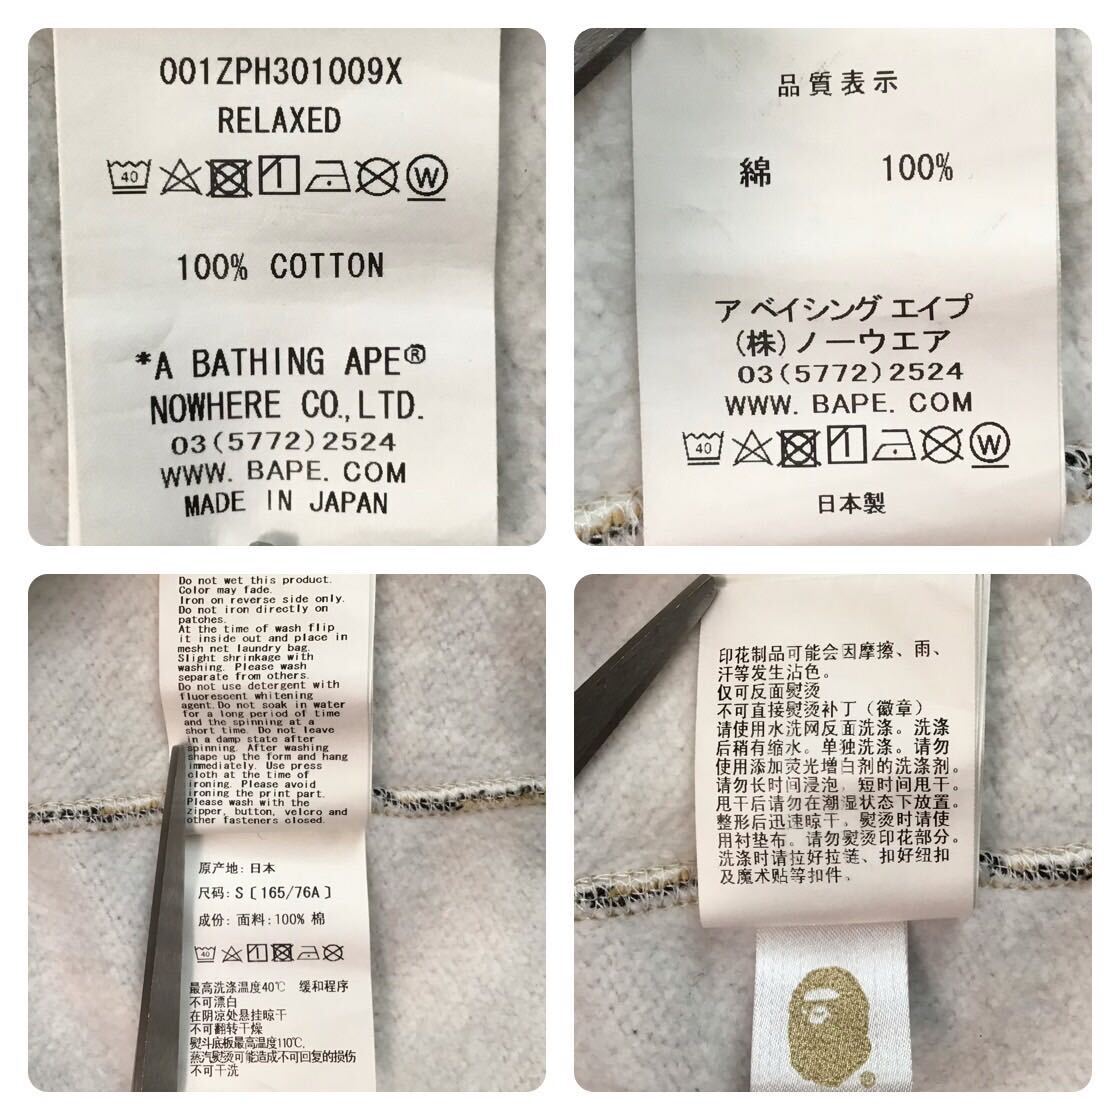 001ZPH301009X
RELAXED
40
W
100% COTTON
*A BATHING APE®
NOWHERE CO.,LTD.
03(5772)2524
WWW. BAPE. COM
MADE IN JAPAN
品質表示
綿 100%
ア ベイシング エイプ
(株)ノーウエア
03(5772)2524
WWW. BAPE. COM
40
W
日本製
Do not wet this product.
Color may fade.
Iron on reverse side only.
Do not iron directly on
patches.
At the time of wash flip
it inside out and place in
mesh net laundry bag.
Slight shrinkage with
washing. Please wash
separate from others.
Do not use detergent with
fluorescent whitening
agent.Do not soak in water
for a long period of time
and the spinning at a
short time. Do not leave
in a damp state after
spinning. After washing
shape up the form and hang
immediately. Use press
cloth at the time of
ironing. Please avoid
ironing the print part.
Please wash with the
zipper, button, velcro and
other fasteners closed.
原产地: 日本
尺码: S [165/76A]
成份: 面料:100% 棉
40
最高洗涤温度40℃ 缓和程序
不可漂白
在阴凉处悬挂晾干
不可翻转干燥
熨斗底板最高温度110℃,
蒸汽熨烫可能造成不可回复的损伤
不可干洗
印花制品可能会因摩擦、雨、
汗等发生沾色。
仅可反面熨烫
不可直接熨烫补丁（徽章）
请使用水洗网反面洗涤。洗涤
后稍有缩水。单独洗涤。请勿
使用添加荧光增白剂的洗涤剂。
请勿长时间浸泡，短时间甩干。
甩干后请勿在潮湿状态下放置。
整形后迅速晾干。熨烫时请使
用衬垫布。请勿熨烫印花部分。
洗涤时请拉好拉链、扣好纽扣
及魔术贴等扣件。
®